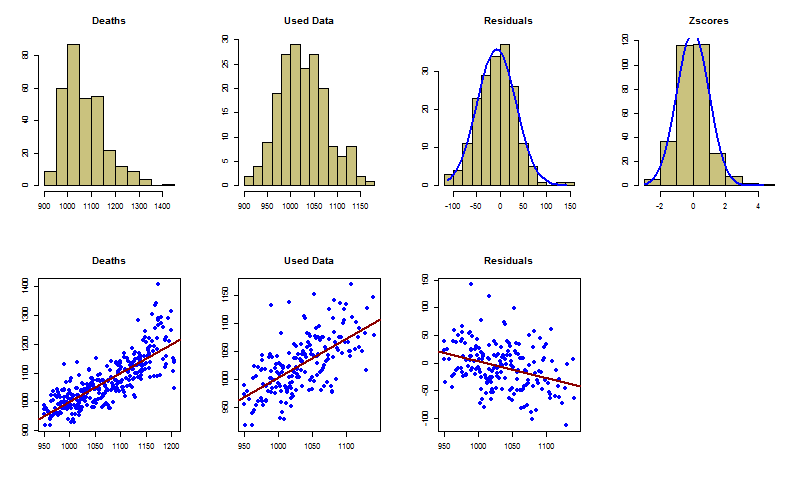 Deaths
Used Data
Residuals
Zscores
0 20 40 60 80
900 1000 1100 1200 1300 1400
0 5 10 15 20 25 30
900 950 1000 1050 1100 1150
0 10 30
-100 -50 0 50 100 150
0 20 40 60 80 100 120
-2 0 2 4
Deaths
Used Data
Residuals
900 1000 1100 1200 1300 1400
950 1000 1050 1100 1150 1200
950 1000 1050 1100 1150
950 1000 1050 1100
-100 -50 0 50 100 150
950 1000 1050 1100